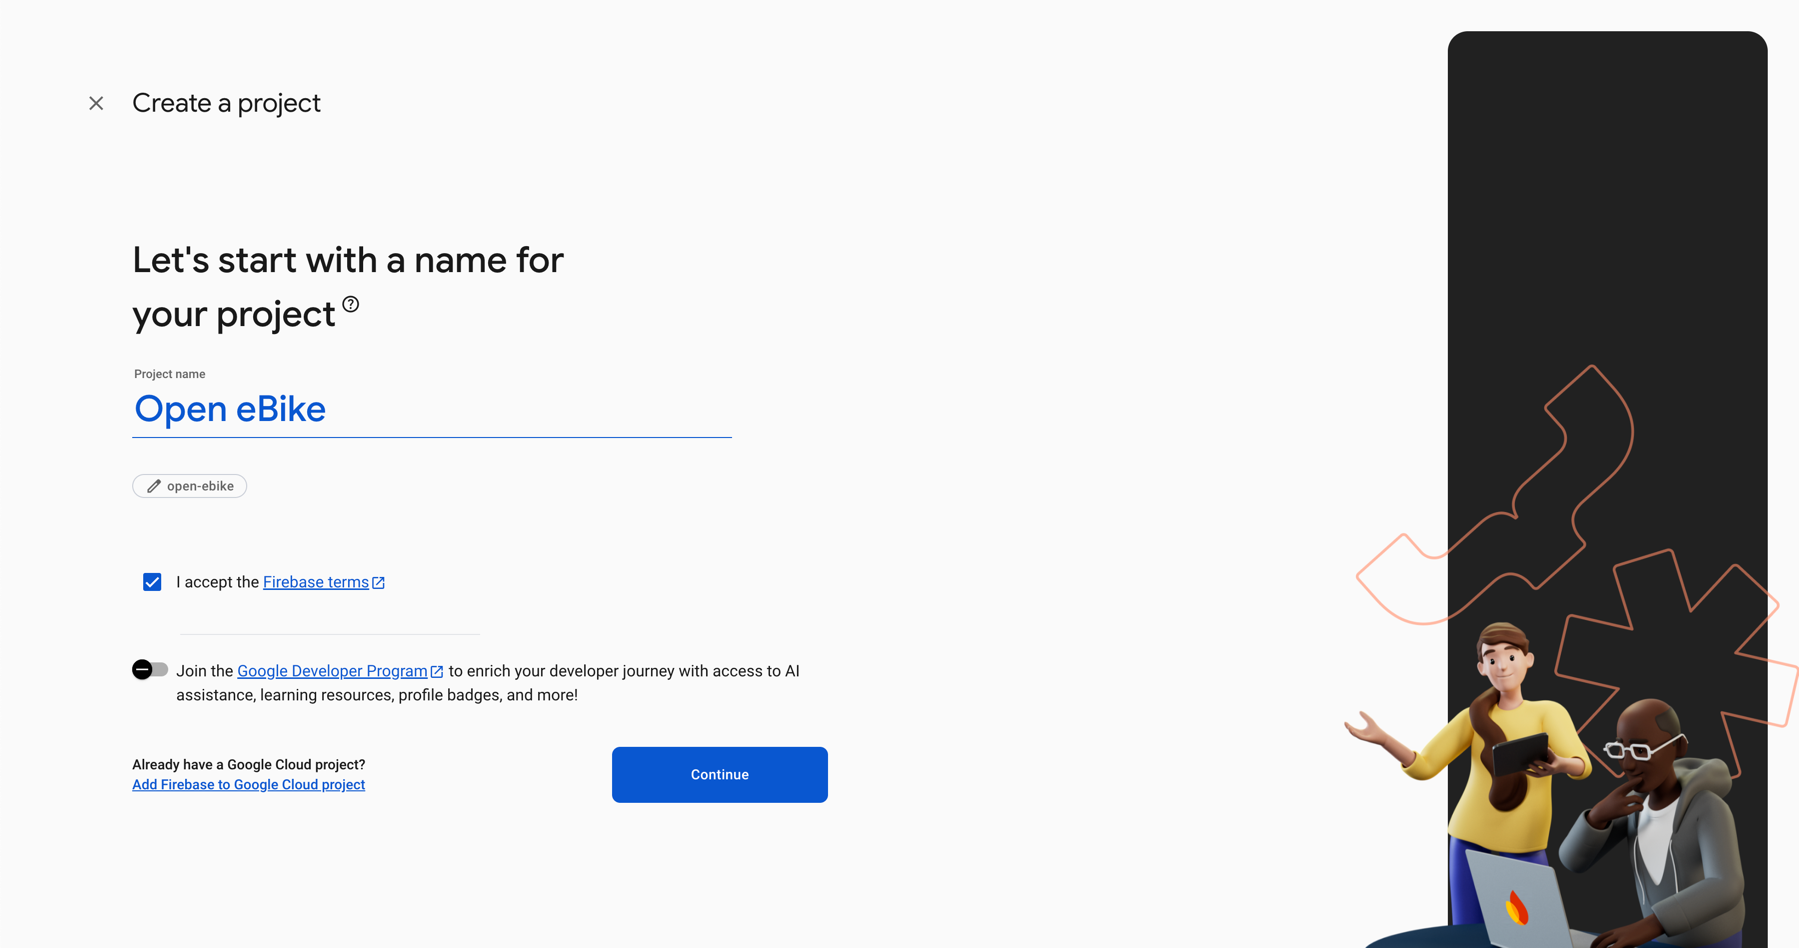 Create a project
Let's start with a name for
your project
Project name
Open eBike
open-ebike
I accept the Firebase terms
Join the Google Developer Program to enrich your developer journey with access to AI
assistance, learning resources, profile badges, and more!
Already have a Google Cloud project?
Add Firebase to Google Cloud project
Continue